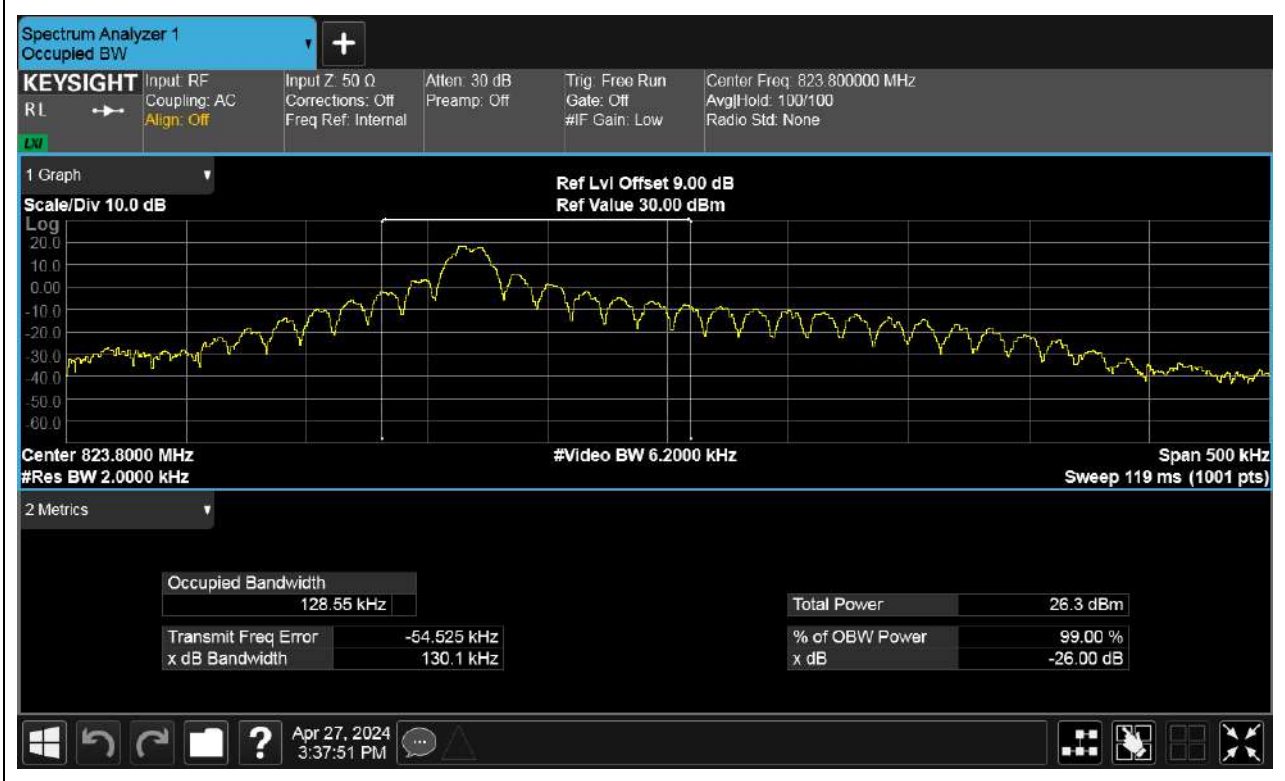 Spectrum Analyzer 1
Occupied BW
KEYSIGHT
RL
LXI
Input: RF
Coupling: AC
Align: Off
Input Z: 50 Ω
Corrections: Off
Freq Ref: Internal
Atten: 30 dB
Preamp: Off
Trig: Free Run
Gate: Off
#IF Gain: Low
Center Freq: 823.800000 MHz
Avg|Hold: 100/100
Radio Std: None
1 Graph
Scale/Div 10.0 dB
Ref Lvl Offset 9.00 dB
Ref Value 30.00 dBm
Log
20.0
10.0
0.00
-10.0
-20.0
-30.0
-40.0
-50.0
-60.0
Center 823.8000 MHz
#Video BW 6.2000 kHz
Span 500 kHz
#Res BW 2.0000 kHz
Sweep 119 ms (1001 pts)
2 Metrics
Occupied Bandwidth
128.55 kHz
Total Power 26.3 dBm
Transmit Freq Error -54.525 kHz
% of OBW Power 99.00 %
x dB Bandwidth 130.1 kHz
x dB -26.00 dB
?
Apr 27, 2024
3:37:51 PM